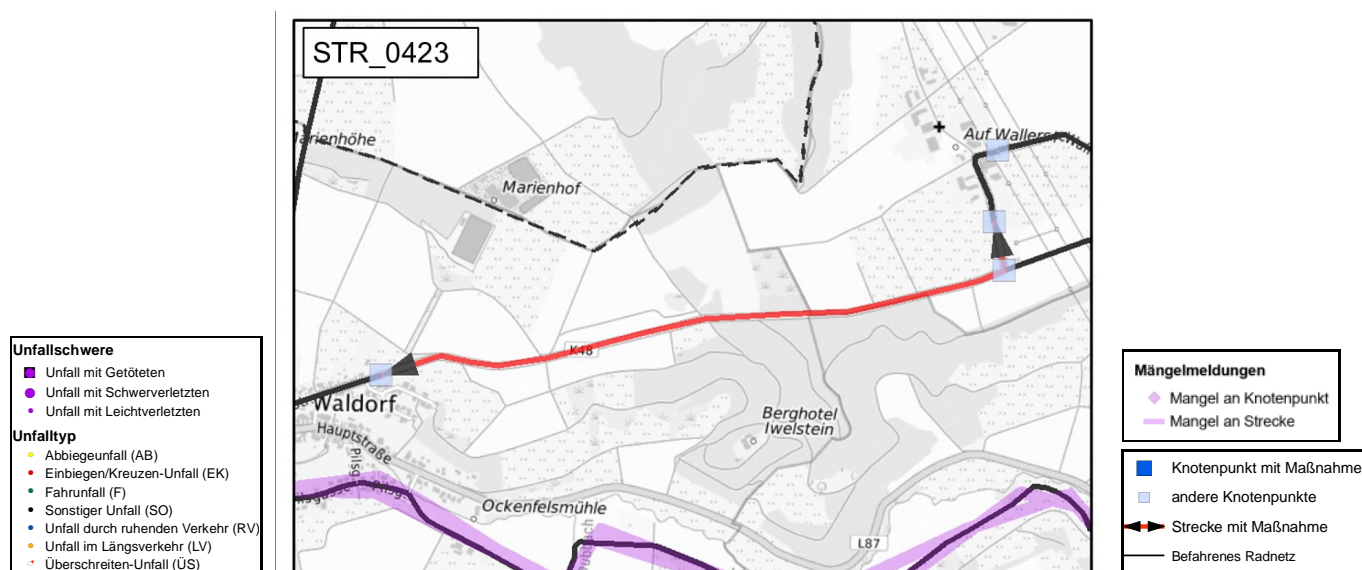 STR_0423
Marienhöhe
Marienhof
Auf Wallers
K48
Waldorf
Hauptstraße
Pilsg
Pilsg-
Berghotel
Iwelstein
Ockenfelsmühle
L87
Unfallschwere
Unfall mit Getöteten
Unfall mit Schwerverletzten
Unfall mit Leichtverletzten
Unfalltyp
Abbiegeunfall (AB)
Einbiegen/Kreuzen-Unfall (EK)
Fahrunfall (F)
Sonstiger Unfall (SO)
Unfall durch ruhenden Verkehr (RV)
Unfall im Längsverkehr (LV)
Überschreiten-Unfall (ÜS)
Mängelmeldungen
Mangel an Knotenpunkt
Mangel an Strecke
Knotenpunkt mit Maßnahme
andere Knotenpunkte
Strecke mit Maßnahme
Befahrenes Radnetz